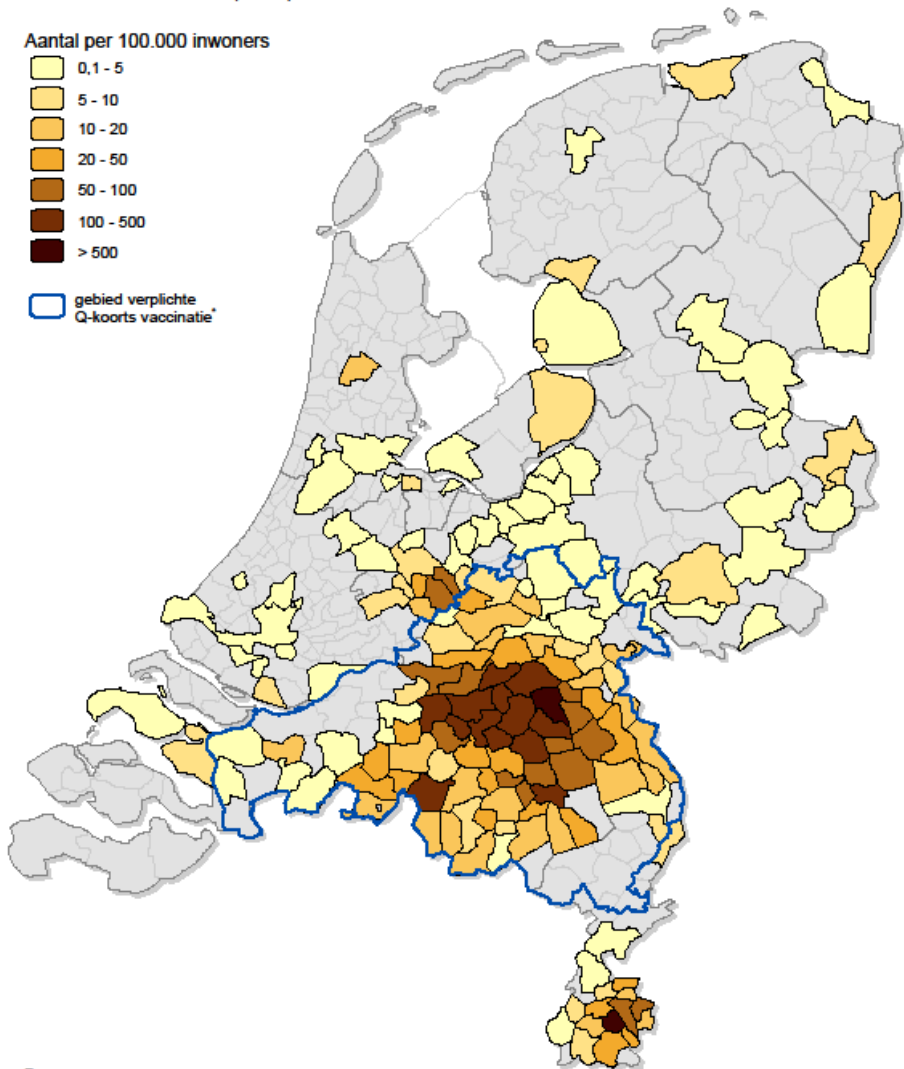 Aantal per 100.000 inwoners
0,1 - 5
5 - 10
10 - 20
20 - 50
50 - 100
100 - 500
> 500
gebied verplichte
Q-koorts vaccinatie*